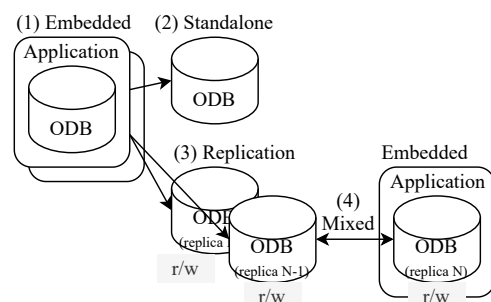 (1) Embedded
(2) Standalone
Application
ODB
ODB
(3) Replication
Embedded
Application
(4)
Mixed
ODB
(replica
ODB
(replica N-1)
ODB
(replica N)
r/w
r/w
r/w